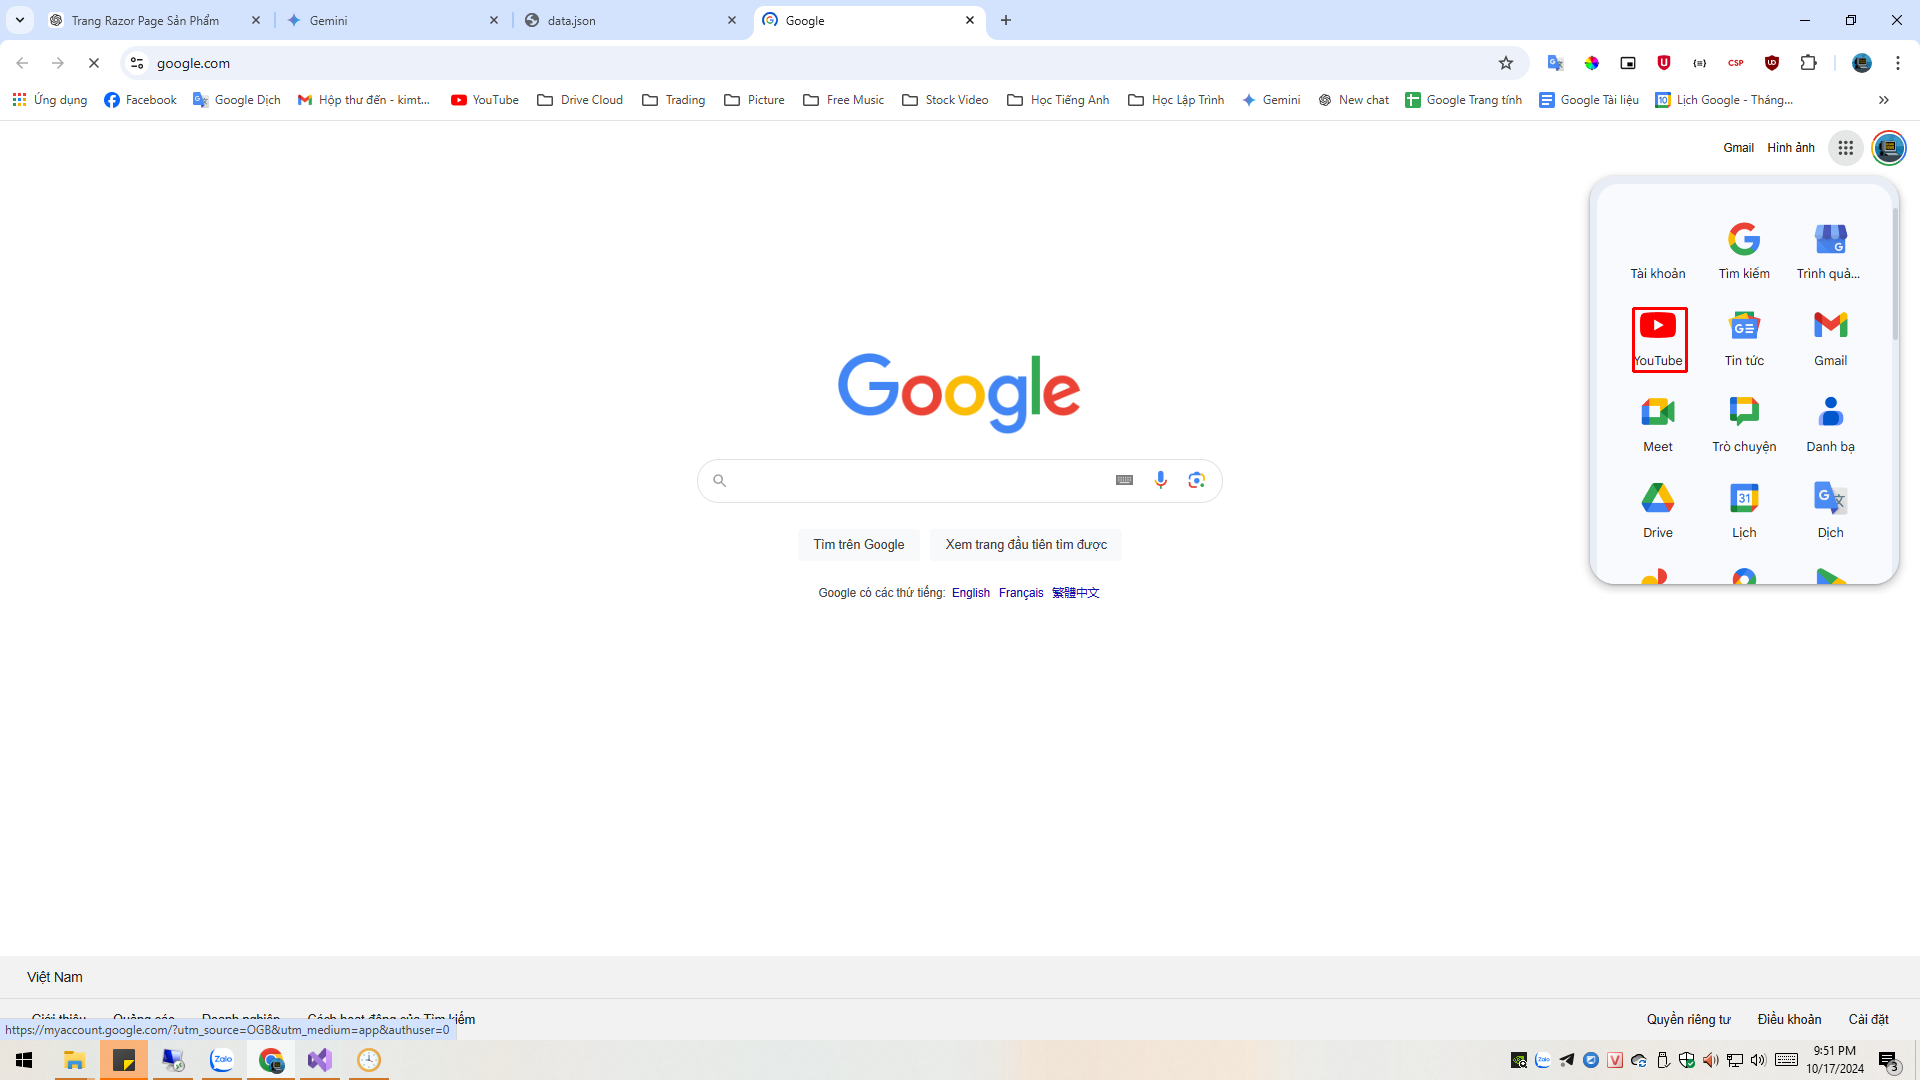 Trang Razor Page Sản Phẩm
Gemini
data.json
Google
google.com
Ứng dụng
Facebook
Google Dịch
Hộp thư đến - kimt...
YouTube
Drive Cloud
Trading
Picture
Free Music
Stock Video
Học Tiếng Anh
Học Lập Trình
Gemini
New chat
Google Trang tính
Google Tài liệu
Lịch Google - Tháng...
Gmail
Hình ảnh
Tài khoản
Tìm kiếm
Trình quả...
YouTube
Tin tức
Gmail
Meet
Trò chuyện
Danh bạ
Drive
Lịch
Dịch
Google
Tìm trên Google
Xem trang đầu tiên tìm được
Google có các thứ tiếng: English Français 繁體中文
Việt Nam
Giới thiệu
Quảng cáo
Doanh nghiệp
Cách hoạt động của Tìm kiếm
Quyền riêng tư
Điều khoản
Cài đặt
https://myaccount.google.com/?utm_source=OGB&utm_medium=app&authuser=0
9:51 PM
10/17/2024
3